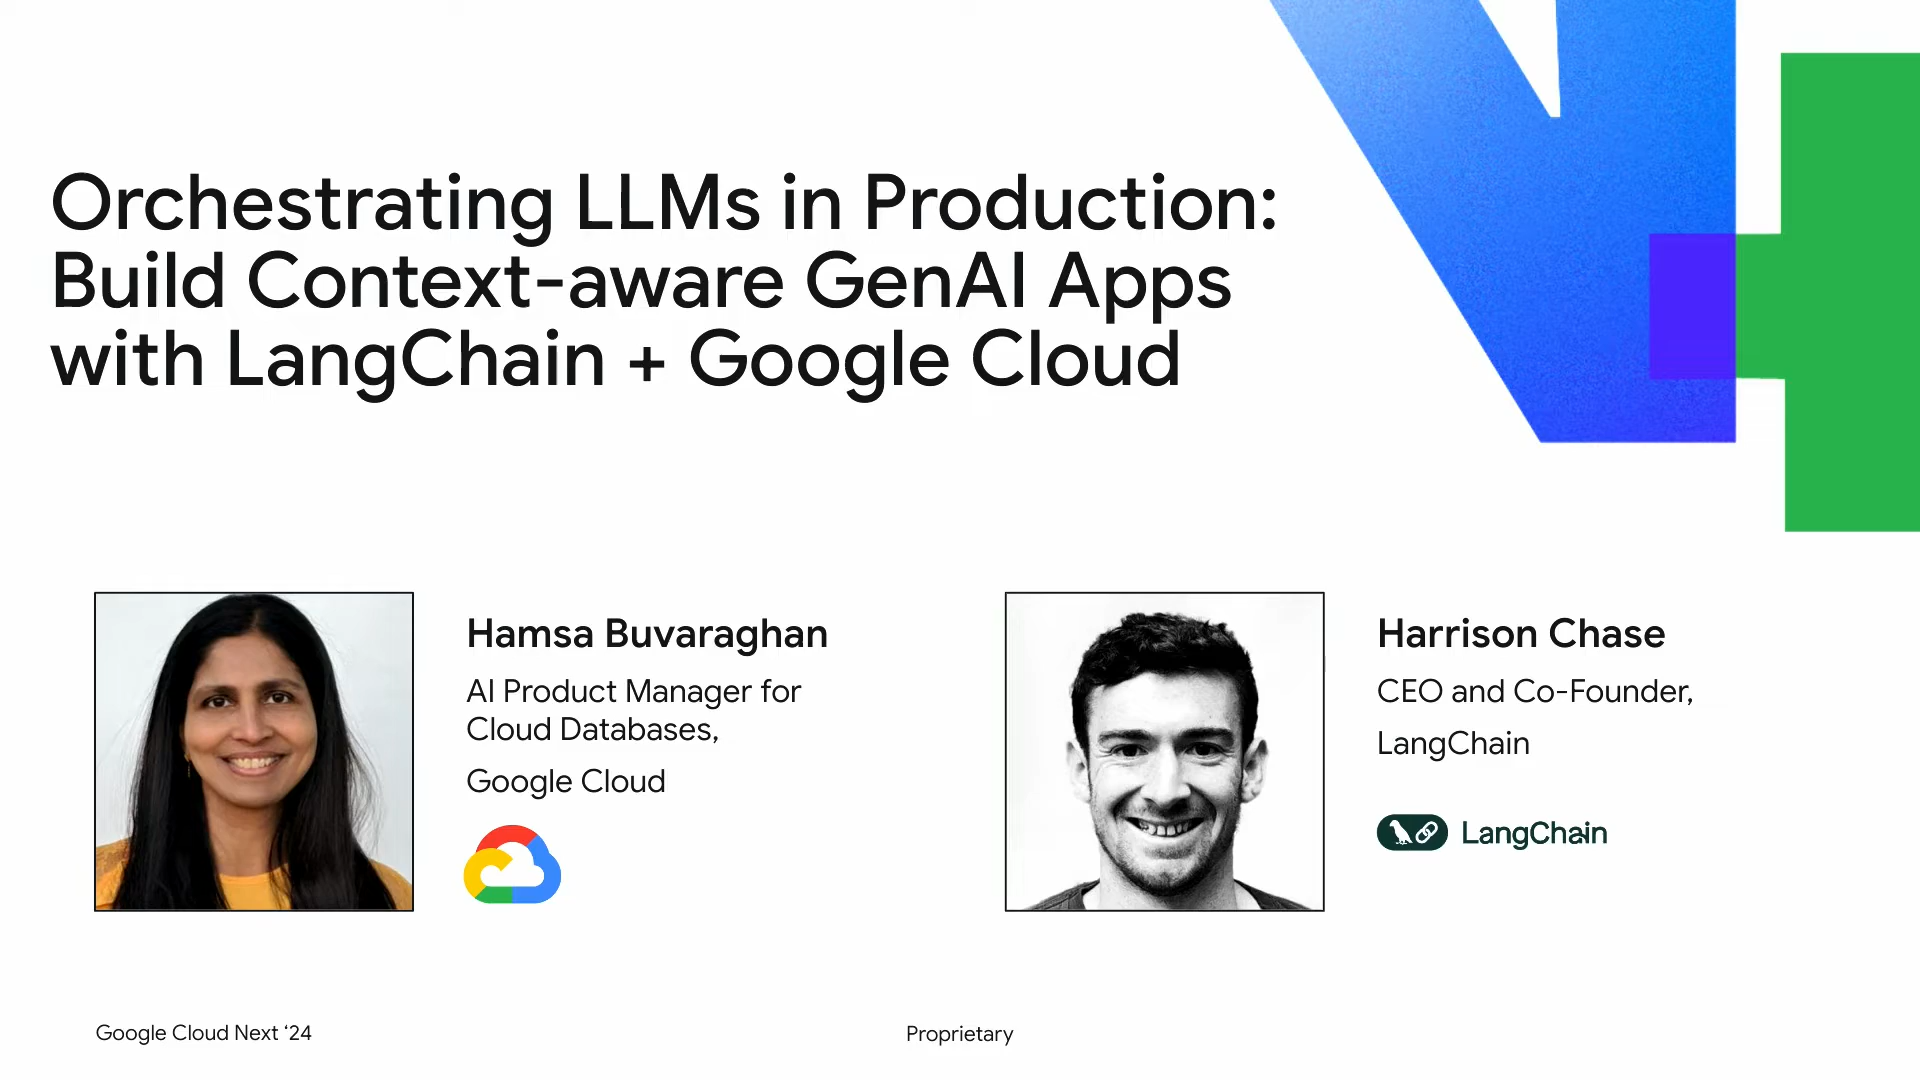 Orchestrating LLMs in Production:
Build Context-aware GenAI Apps
with LangChain + Google Cloud
Hamsa Buvaraghan
AI Product Manager for
Cloud Databases,
Google Cloud
Harrison Chase
CEO and Co-Founder,
LangChain
LangChain
Google Cloud Next ‘24
Proprietary